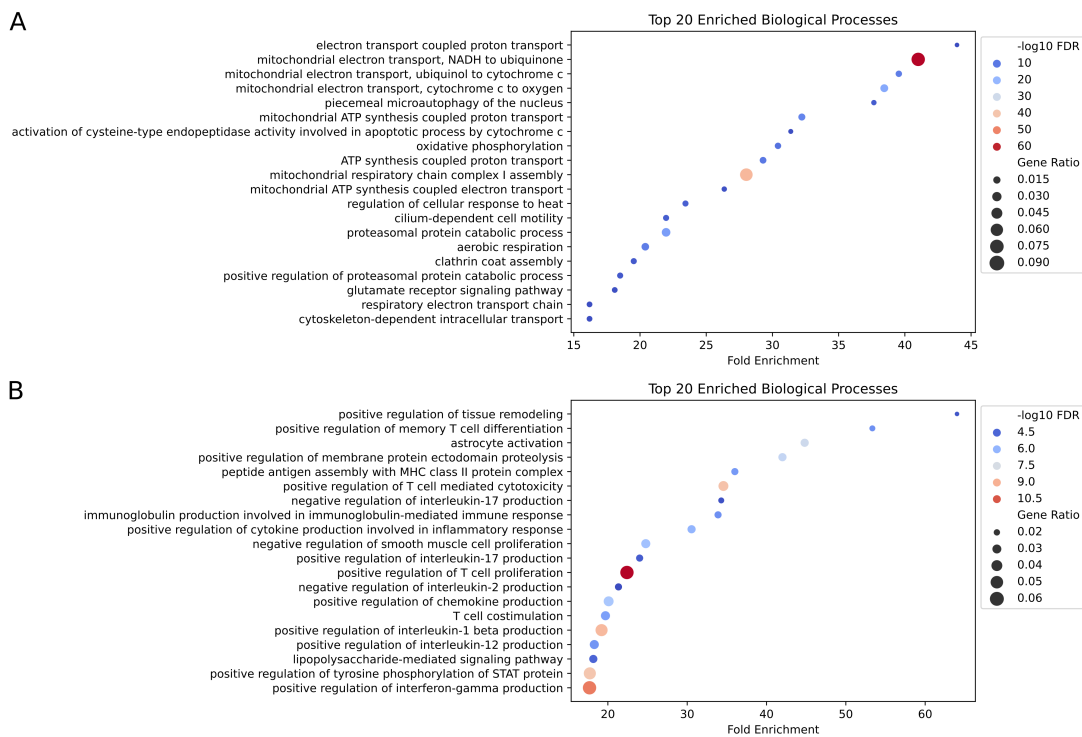 A
Top 20 Enriched Biological Processes
electron transport coupled proton transport
mitochondrial electron transport, NADH to ubiquinone
mitochondrial electron transport, ubiquinol to cytochrome c
mitochondrial electron transport, cytochrome c to oxygen
piecemeal microautophagy of the nucleus
mitochondrial ATP synthesis coupled proton transport
activation of cysteine-type endopeptidase activity involved in apoptotic process by cytochrome c
oxidative phosphorylation
ATP synthesis coupled proton transport
mitochondrial respiratory chain complex I assembly
mitochondrial ATP synthesis coupled electron transport
regulation of cellular response to heat
cilium-dependent cell motility
proteasomal protein catabolic process
aerobic respiration
clathrin coat assembly
positive regulation of proteasomal protein catabolic process
glutamate receptor signaling pathway
respiratory electron transport chain
cytoskeleton-dependent intracellular transport
15 20 25 30 35 40 45
Fold Enrichment
-log10 FDR
10
20
30
40
50
60
Gene Ratio
0.015
0.030
0.045
0.060
0.075
0.090
B
Top 20 Enriched Biological Processes
positive regulation of tissue remodeling
positive regulation of memory T cell differentiation
astrocyte activation
positive regulation of membrane protein ectodomain proteolysis
peptide antigen assembly with MHC class II protein complex
positive regulation of T cell mediated cytotoxicity
negative regulation of interleukin-17 production
immunoglobulin production involved in immunoglobulin-mediated immune response
positive regulation of cytokine production involved in inflammatory response
negative regulation of smooth muscle cell proliferation
positive regulation of interleukin-17 production
positive regulation of T cell proliferation
negative regulation of interleukin-2 production
positive regulation of chemokine production
T cell costimulation
positive regulation of interleukin-1 beta production
positive regulation of interleukin-12 production
lipopolysaccharide-mediated signaling pathway
positive regulation of tyrosine phosphorylation of STAT protein
positive regulation of interferon-gamma production
20 30 40 50 60
Fold Enrichment
-log10 FDR
4.5
6.0
7.5
9.0
10.5
Gene Ratio
0.02
0.03
0.04
0.05
0.06